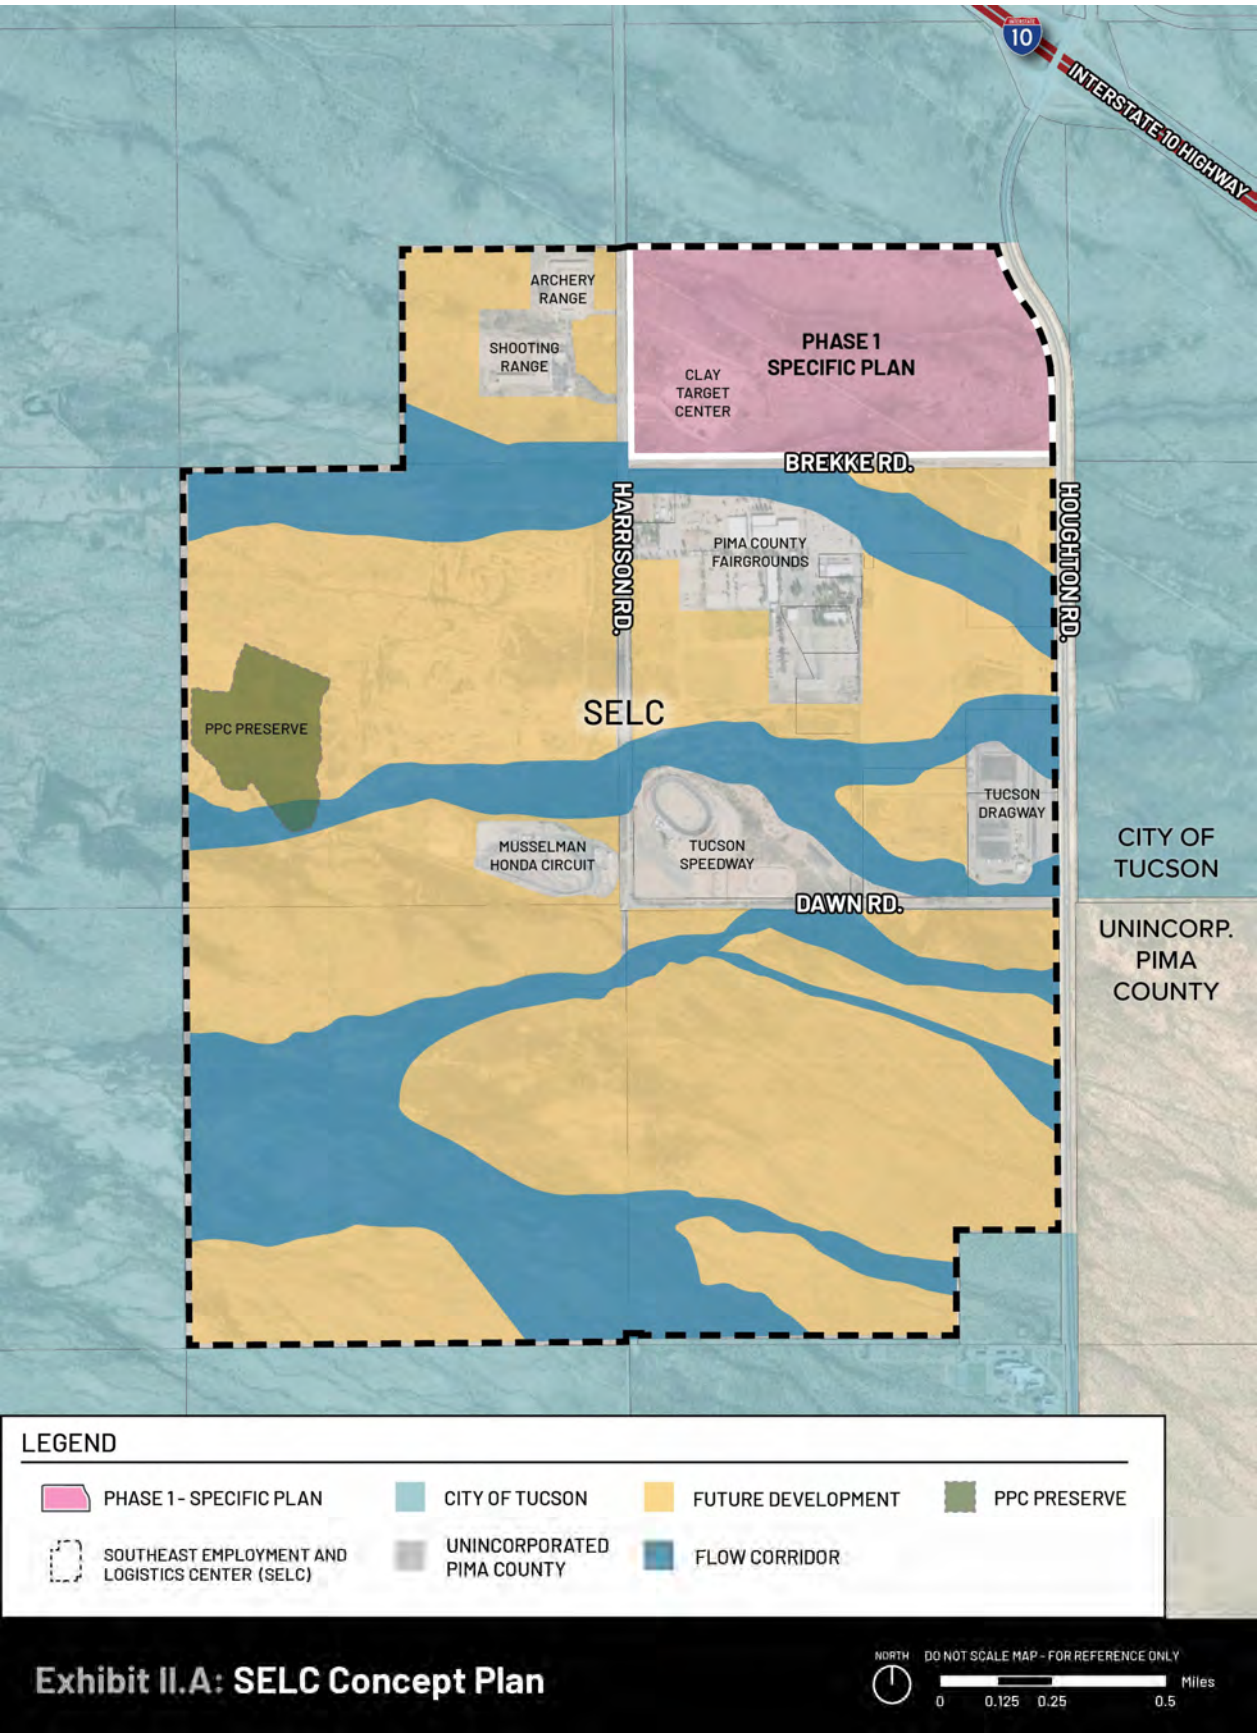 INTERSTATE
10
INTERSTATE 10 HIGHWAY
ARCHERY
RANGE
SHOOTING
RANGE
PHASE 1
SPECIFIC PLAN
CLAY
TARGET
CENTER
BREKKE RD.
HARRISON RD.
HOUGHTON RD.
PIMA COUNTY
FAIRGROUNDS
SELC
PPC PRESERVE
TUCSON
DRAGWAY
MUSSELMAN
HONDA CIRCUIT
TUCSON
SPEEDWAY
CITY OF
TUCSON
DAWN RD.
UNINCORP.
PIMA
COUNTY
LEGEND
PHASE 1 - SPECIFIC PLAN
CITY OF TUCSON
FUTURE DEVELOPMENT
PPC PRESERVE
SOUTHEAST EMPLOYMENT AND
LOGISTICS CENTER (SELC)
UNINCORPORATED
PIMA COUNTY
FLOW CORRIDOR
Exhibit II.A: SELC Concept Plan
NORTH
DO NOT SCALE MAP - FOR REFERENCE ONLY
Miles
0 0.125 0.25 0.5